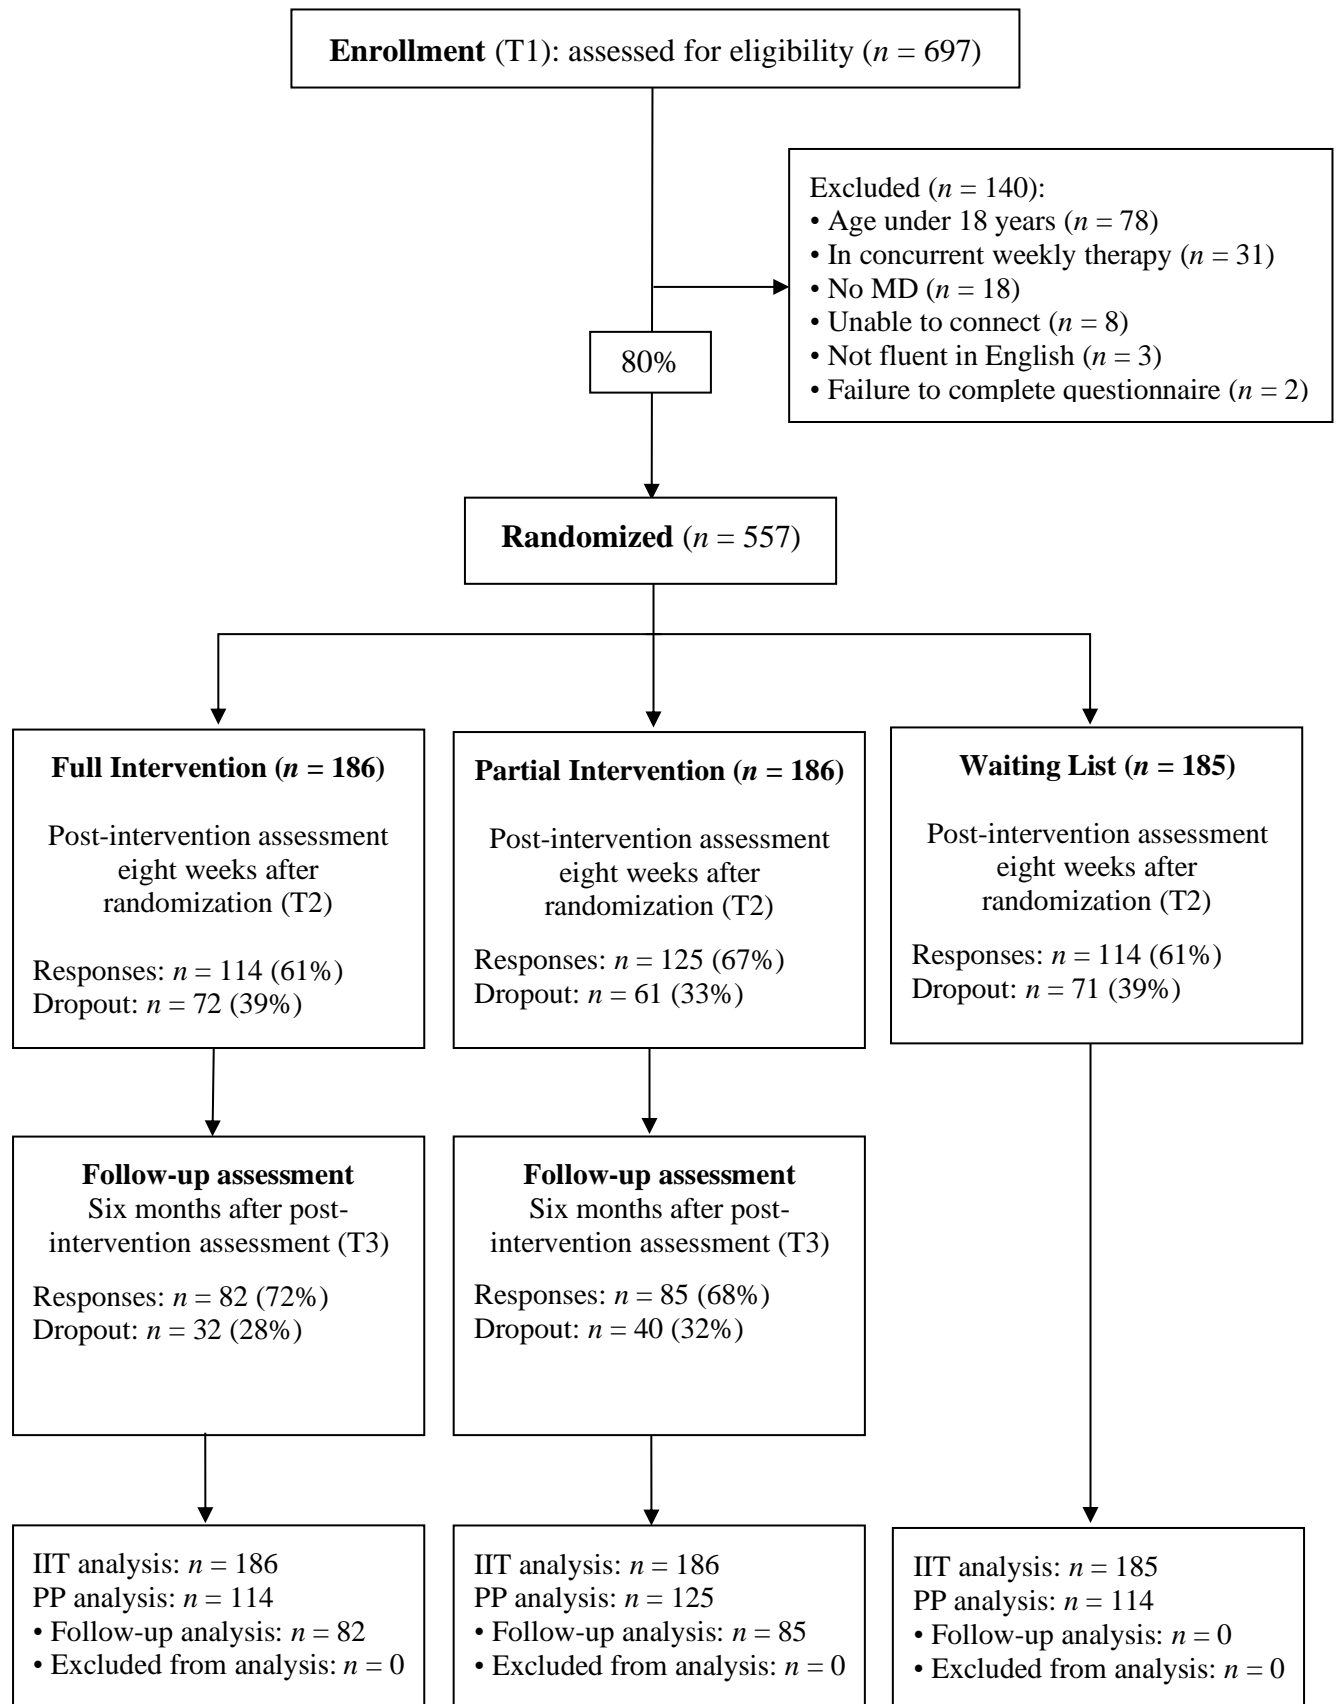 Enrollment (T1): assessed for eligibility (n = 697)
Excluded (n = 140):
• Age under 18 years (n = 78)
• In concurrent weekly therapy (n = 31)
• No MD (n = 18)
• Unable to connect (n = 8)
• Not fluent in English (n = 3)
• Failure to complete questionnaire (n = 2)
80%
Randomized (n = 557)
Full Intervention (n = 186)
Post-intervention assessment
eight weeks after
randomization (T2)
Responses: n = 114 (61%)
Dropout: n = 72 (39%)
Partial Intervention (n = 186)
Post-intervention assessment
eight weeks after
randomization (T2)
Responses: n = 125 (67%)
Dropout: n = 61 (33%)
Waiting List (n = 185)
Post-intervention assessment
eight weeks after
randomization (T2)
Responses: n = 114 (61%)
Dropout: n = 71 (39%)
Follow-up assessment
Six months after post-
intervention assessment (T3)
Responses: n = 82 (72%)
Dropout: n = 32 (28%)
Follow-up assessment
Six months after post-
intervention assessment (T3)
Responses: n = 85 (68%)
Dropout: n = 40 (32%)
IIT analysis: n = 186
PP analysis: n = 114
• Follow-up analysis: n = 82
• Excluded from analysis: n = 0
IIT analysis: n = 186
PP analysis: n = 125
• Follow-up analysis: n = 85
• Excluded from analysis: n = 0
IIT analysis: n = 185
PP analysis: n = 114
• Follow-up analysis: n = 0
• Excluded from analysis: n = 0